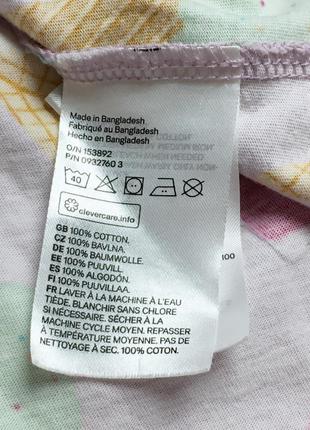 Made in Bangladesh
Fabriqué au Bangladesh
Hecho en Bangladesh
O/N 153892
P/N 0932760 3
40
clevercare.info
GB 100% COTTON.
CZ 100% BAVLNA.
DE 100% BAUMWOLLE.
EE 100% PUUVILL.
ES 100% ALGODÓN.
FI 100% PUUVILLAA.
FR LAVER À LA MACHINE À L'EAU
TIÈDE. BLANCHIR SANS CHLORE
SI NÉCESSAIRE. SÉCHER À LA
MACHINE CYCLE MOYEN. REPASSER
À TEMPÉRATURE MOYENNE. PAS DE
NETTOYAGE À SEC. 100% COTON.
100